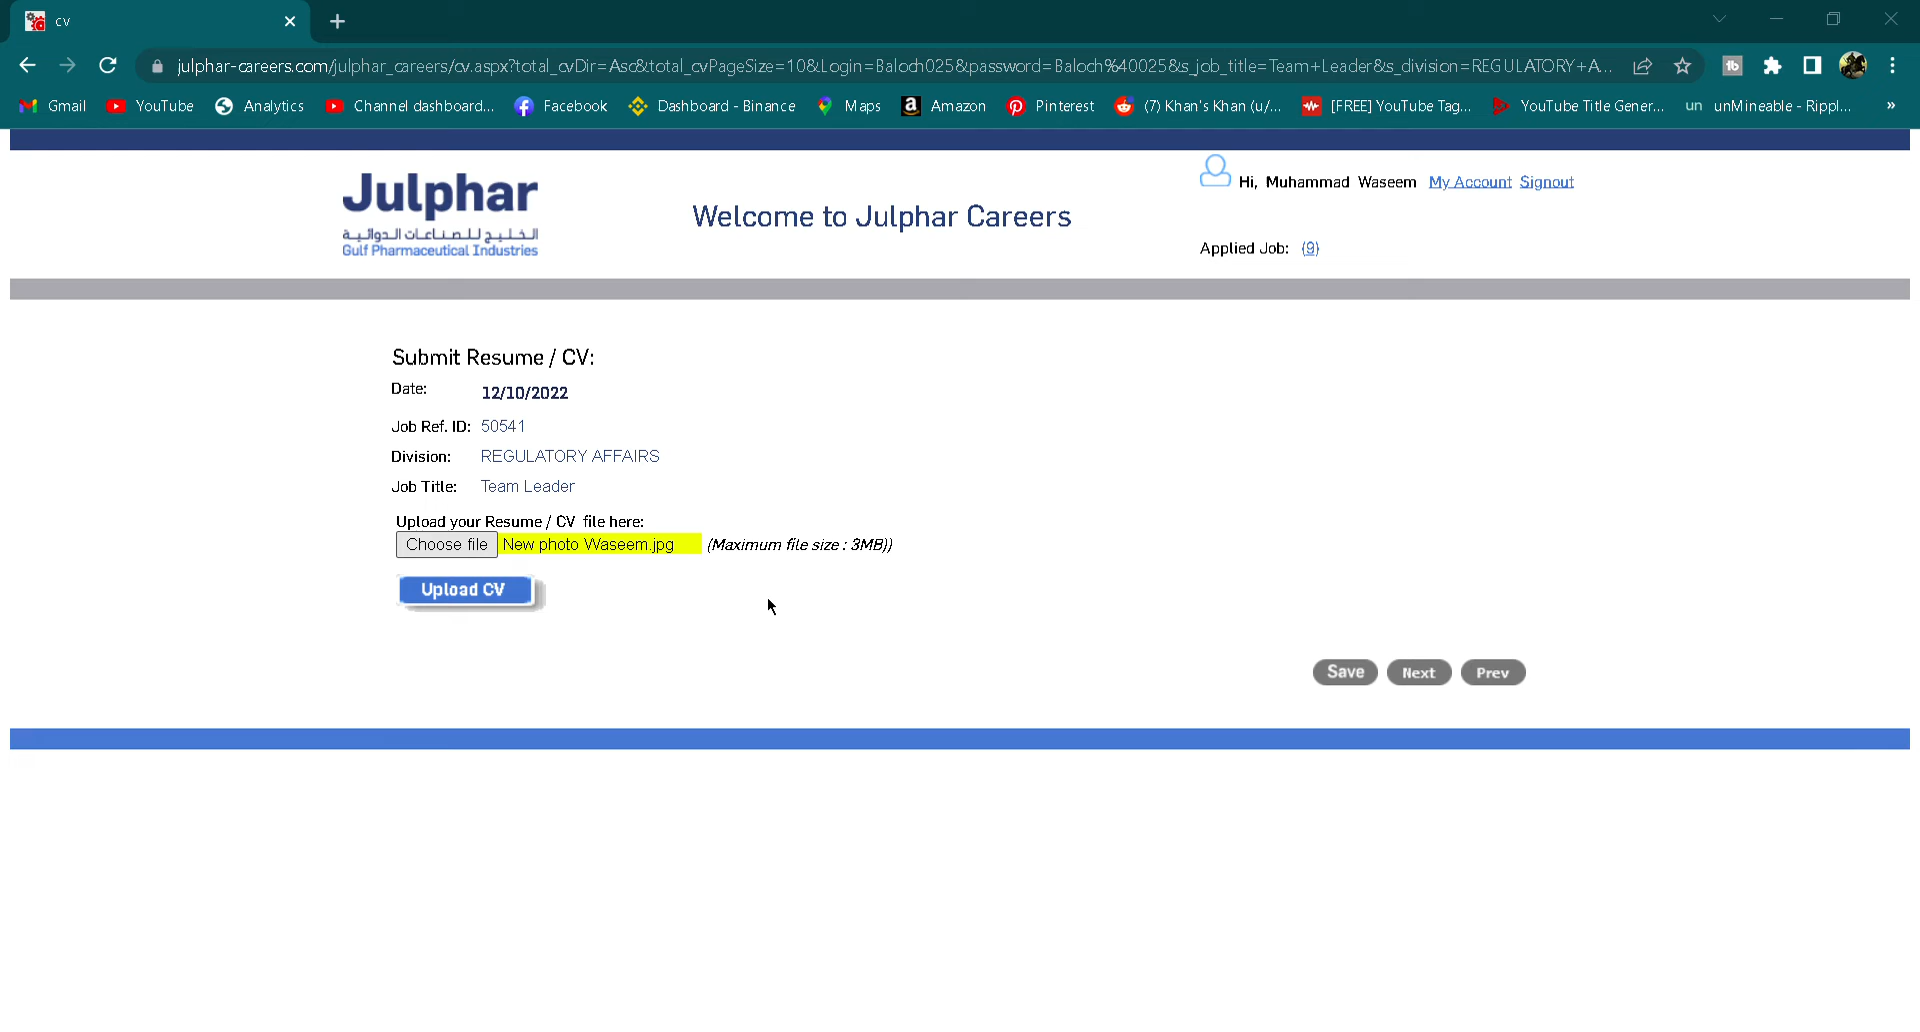 cv
julphar-careers.com/julphar_careers/cv.aspx?total_cvDir=Asc&total_cvPageSize=10&Login=Baloch025&password=Baloch%40025&s_job_title=Team+Leader&s_division=REGULATORY+A...
Gmail YouTube Analytics Channel dashboard... Facebook Dashboard - Binance Maps Amazon Pinterest (7) Khan's Khan (u/... [FREE] YouTube Tag... YouTube Title Gener... un unMineable - Rippl... »
Julphar
الخليج للصناعات الدوائية
Gulf Pharmaceutical Industries
Welcome to Julphar Careers
Hi, Muhammad Waseem My Account Signout
Applied Job: (9)
Submit Resume / CV:
Date: 12/10/2022
Job Ref. ID: 50541
Division: REGULATORY AFFAIRS
Job Title: Team Leader
Upload your Resume / CV file here:
Choose file New photo Waseem.jpg (Maximum file size : 3MB))
Upload CV
Save Next Prev